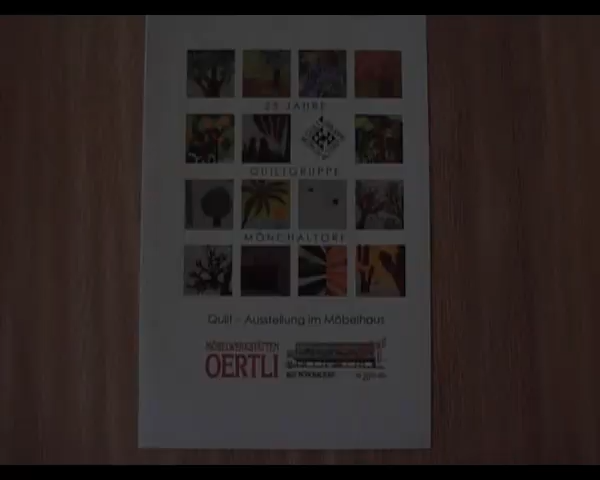 25 JAHRE
QUILTGRUPPE
MÖNCHALTORF
Quilt - Ausstellung im Möbelhaus
MÖBELWERKSTÄTTEN
OERTLI